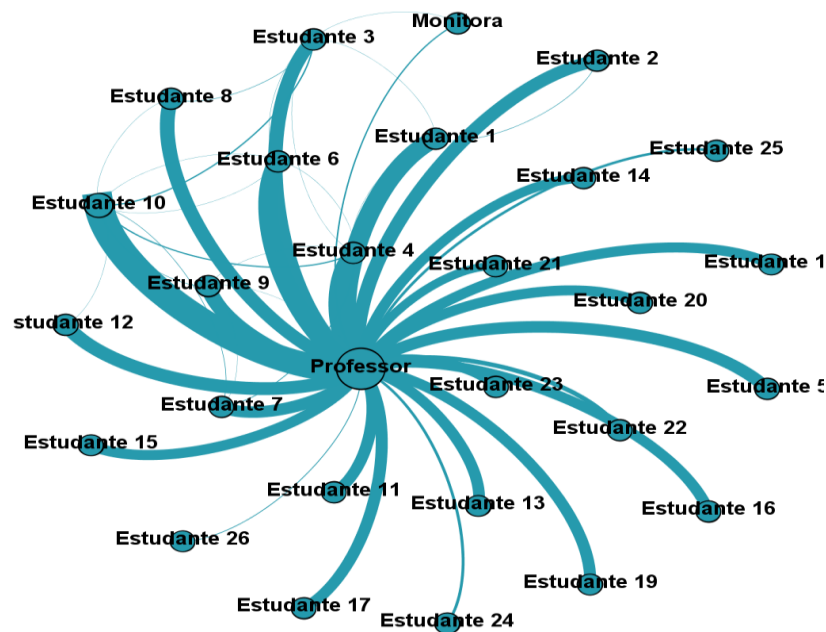 Monitora
Estudante 3
Estudante 2
Estudante 8
Estudante 1
Estudante 25
Estudante 6
Estudante 14
Estudante 10
Estudante 4
Estudante 21
Estudante 1
Estudante 9
Estudante 20
studante 12
Professor
Estudante 23
Estudante 5
Estudante 7
Estudante 22
Estudante 15
Estudante 11
Estudante 13
Estudante 16
Estudante 26
Estudante 19
Estudante 17
Estudante 24